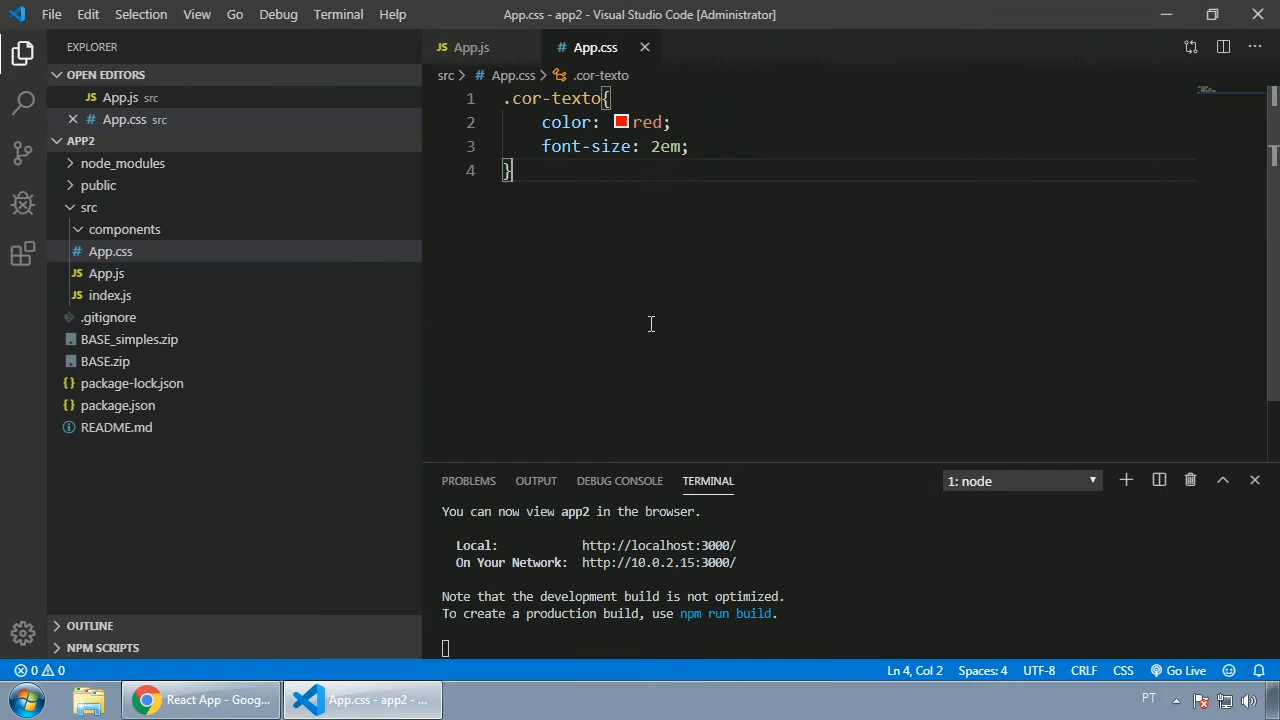 File Edit Selection View Go Debug Terminal Help App.css - app2 - Visual Studio Code [Administrator]
EXPLORER
OPEN EDITORS
App.js src
App.css src
APP2
node_modules
public
src
components
App.css
App.js
index.js
.gitignore
BASE_simples.zip
BASE.zip
package-lock.json
package.json
README.md
OUTLINE
NPM SCRIPTS
App.js App.css
src App.css .cor-texto
1 .cor-texto{
2 color: red;
3 font-size: 2em;
4 }
PROBLEMS OUTPUT DEBUG CONSOLE TERMINAL 1: node
You can now view app2 in the browser.
Local: http://localhost:3000/
On Your Network: http://10.0.2.15:3000/
Note that the development build is not optimized.
To create a production build, use npm run build.
0 0 Ln 4, Col 2 Spaces: 4 UTF-8 CRLF CSS Go Live
React App - Goog... App.css - app2 - ... PT